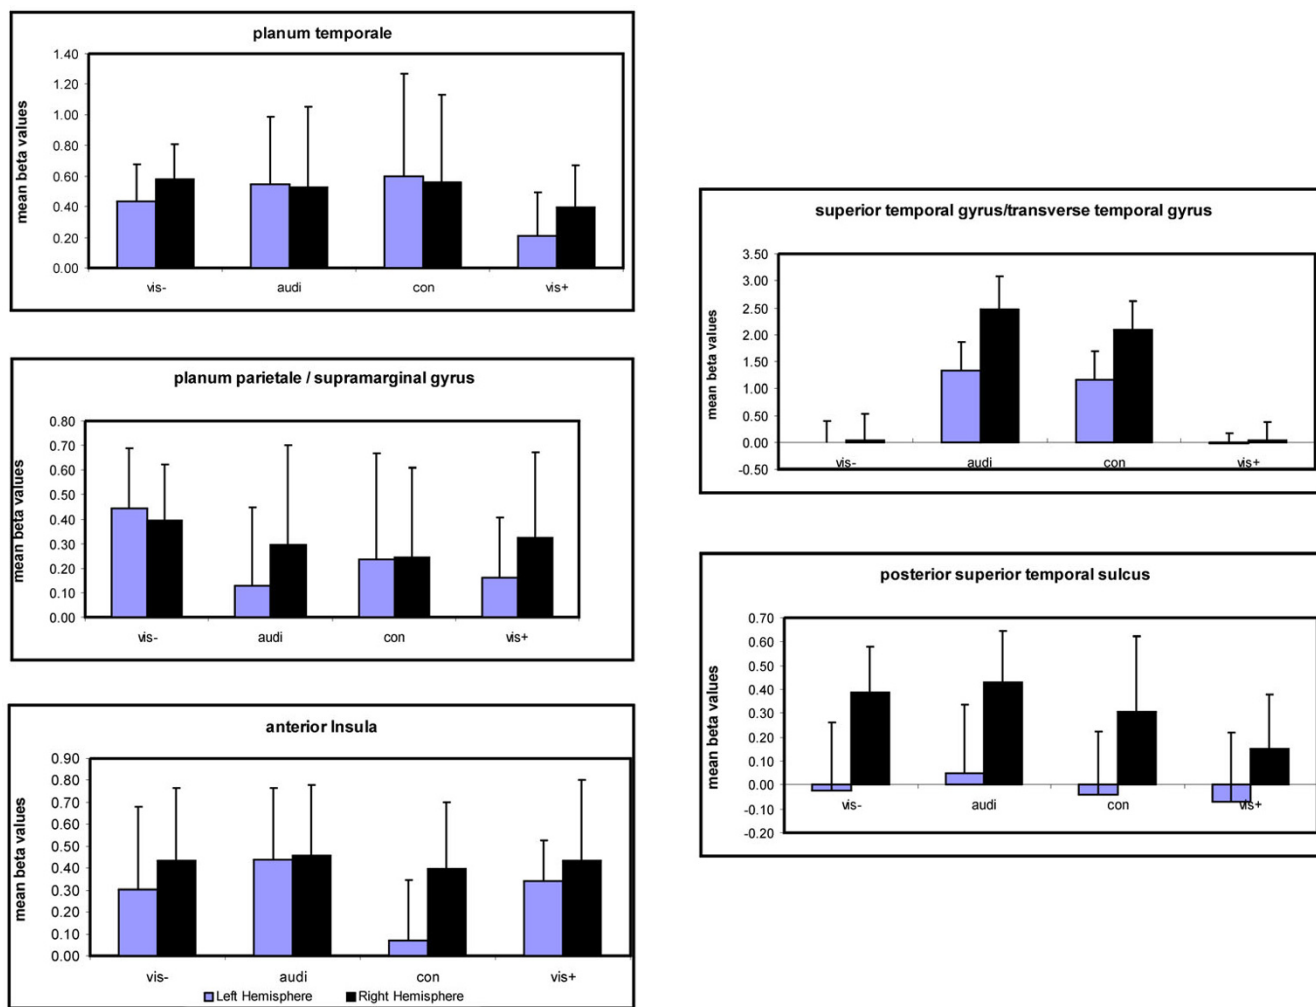 planum temporale
mean beta values
1.40
1.20
1.00
0.80
0.60
0.40
0.20
0.00
vis- audi con vis+
planum parietale / supramarginal gyrus
mean beta values
0.80
0.70
0.60
0.50
0.40
0.30
0.20
0.10
0.00
vis- audi con vis+
anterior Insula
mean beta values
0.90
0.80
0.70
0.60
0.50
0.40
0.30
0.20
0.10
0.00
vis- audi con vis+
Left Hemisphere Right Hemisphere
superior temporal gyrus/transverse temporal gyrus
mean beta values
3.50
3.00
2.50
2.00
1.50
1.00
0.50
0.00
-0.50
vis- audi con vis+
posterior superior temporal sulcus
mean beta values
0.70
0.60
0.50
0.40
0.30
0.20
0.10
0.00
-0.10
-0.20
vis- audi con vis+